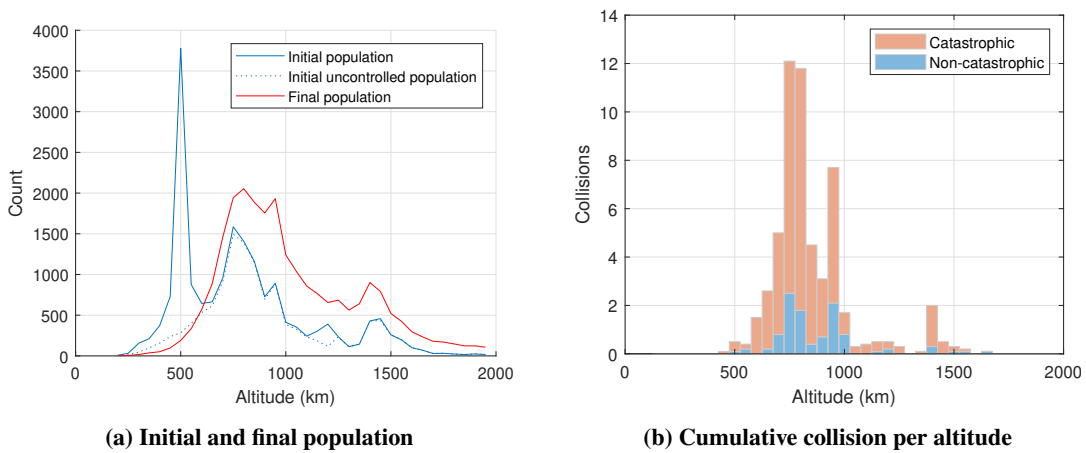 4000
3500
3000
2500
2000
1500
1000
500
0
Count
Initial population
Initial uncontrolled population
Final population
0 500 1000 1500 2000
Altitude (km)
(a) Initial and final population
14
12
10
8
6
4
2
0
Collisions
Catastrophic
Non-catastrophic
0 500 1000 1500 2000
Altitude (km)
(b) Cumulative collision per altitude